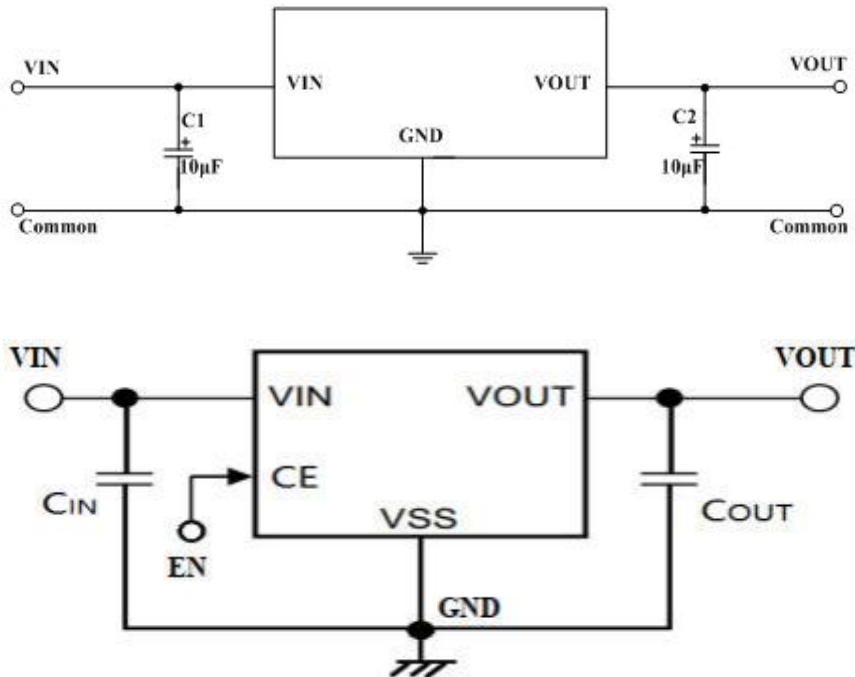 VIN
VIN
VOUT
VOUT
C1
+
10μF
GND
C2
+
10μF
Common
Common
VIN
VOUT
VIN
VOUT
CE
CIN
EN
VSS
COUT
GND